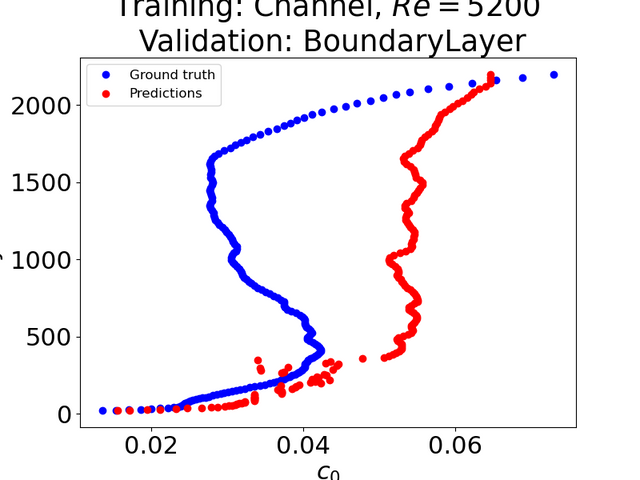 Training: Channel, Re = 5200
Validation: BoundaryLayer
Ground truth
Predictions
2000
1500
1000
500
0
0.02 0.04 0.06
c₀